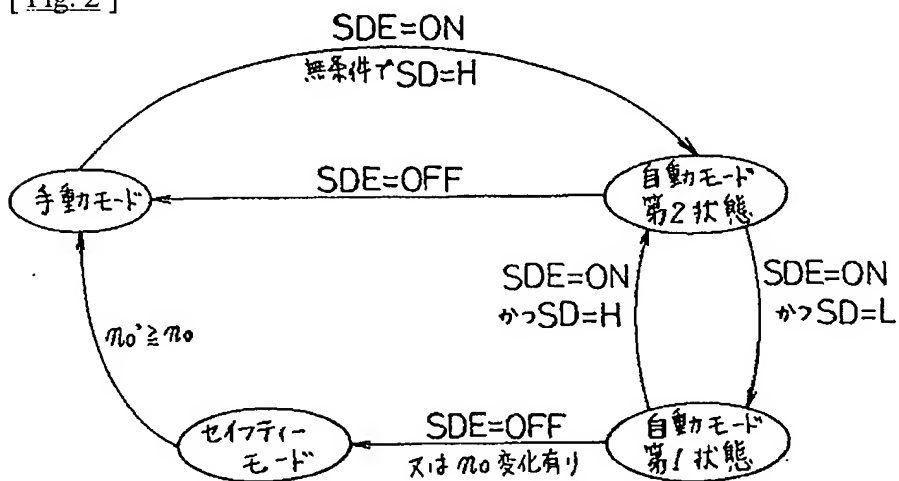 [ Fig. 2 ]
SDE=ON
無条件でSD=H
手動モード
SDE=OFF
自動モード
第2状態
SDE=ON
かつSD=H
SDE=ON
かつSD=L
n₀'≧n₀
セイフティー
モード
SDE=OFF
又は n₀ 変化有り
自動モード
第1状態